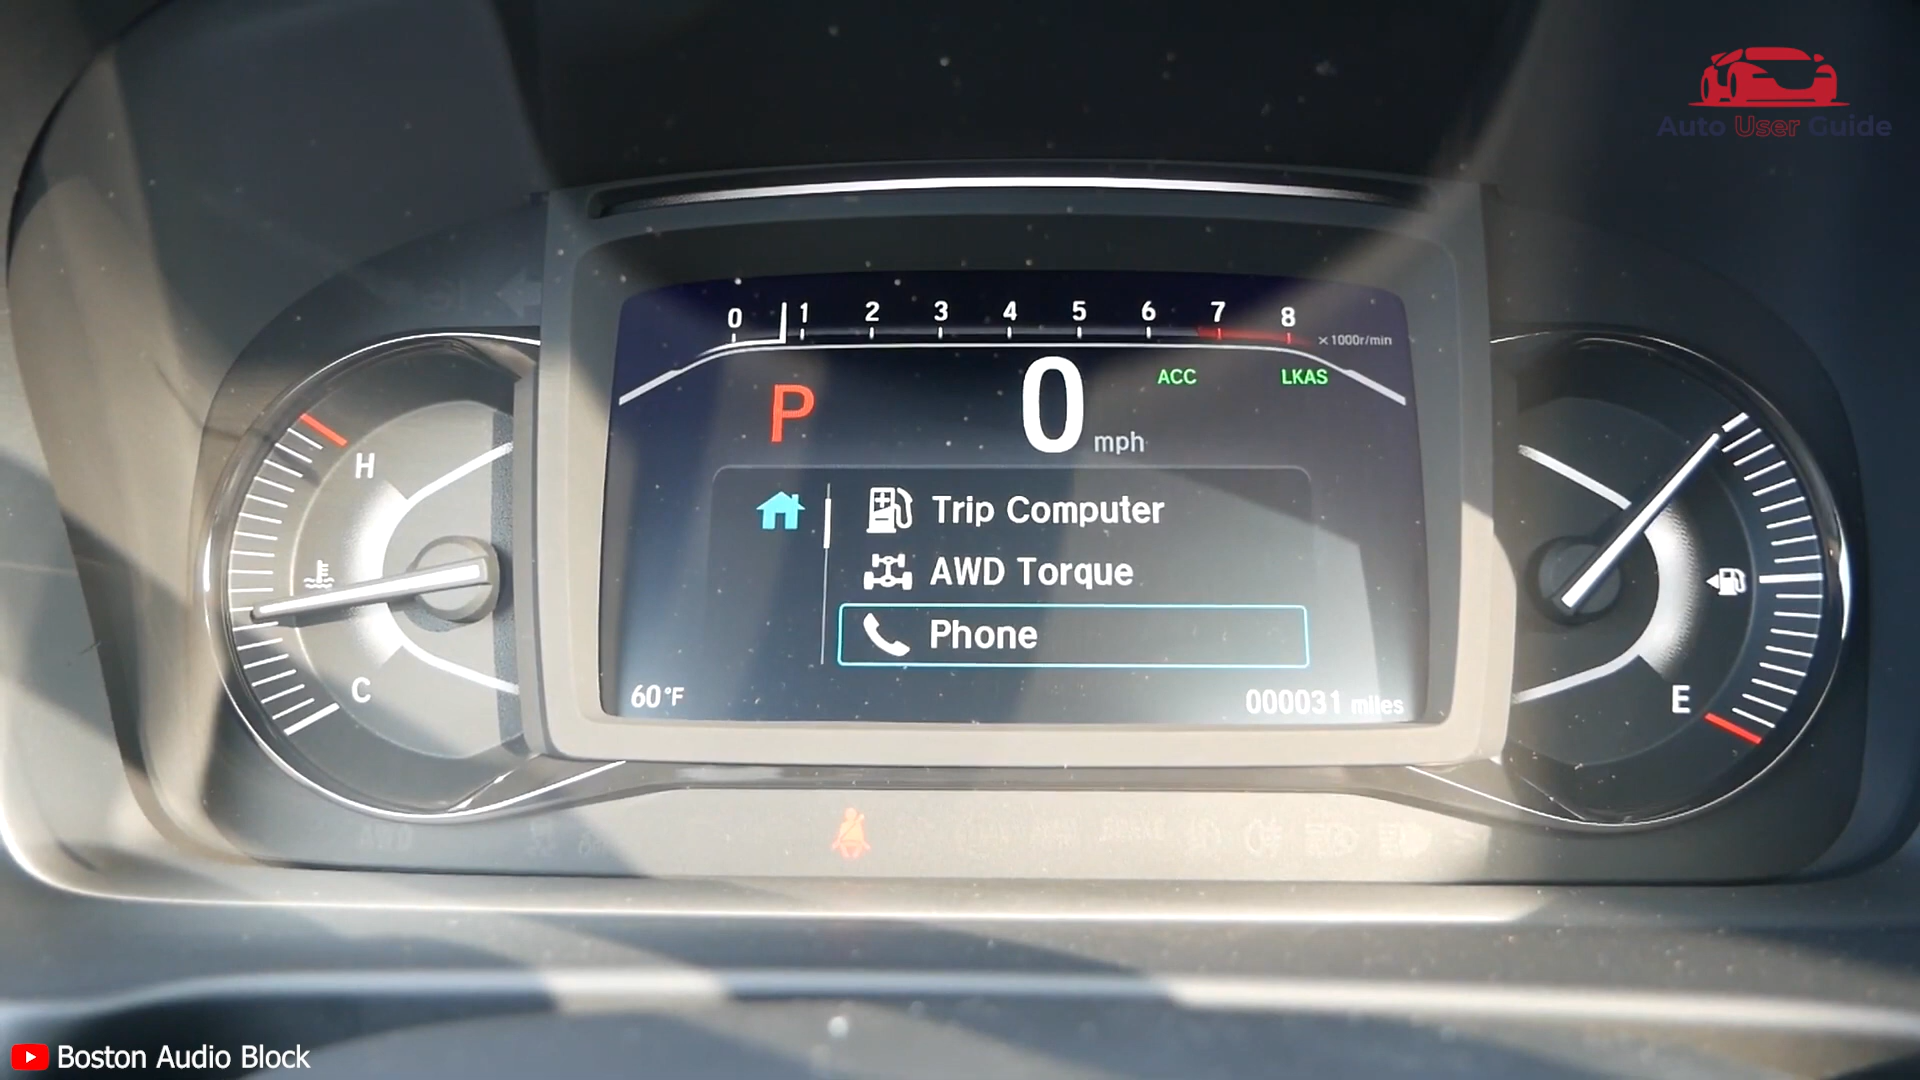 Auto User Guide
0 1 2 3 4 5 6 7 8 ×1000r/min
P 0 mph ACC LKAS
H
Trip Computer
AWD Torque
Phone
C
E
60°F 000031 miles
Boston Audio Block